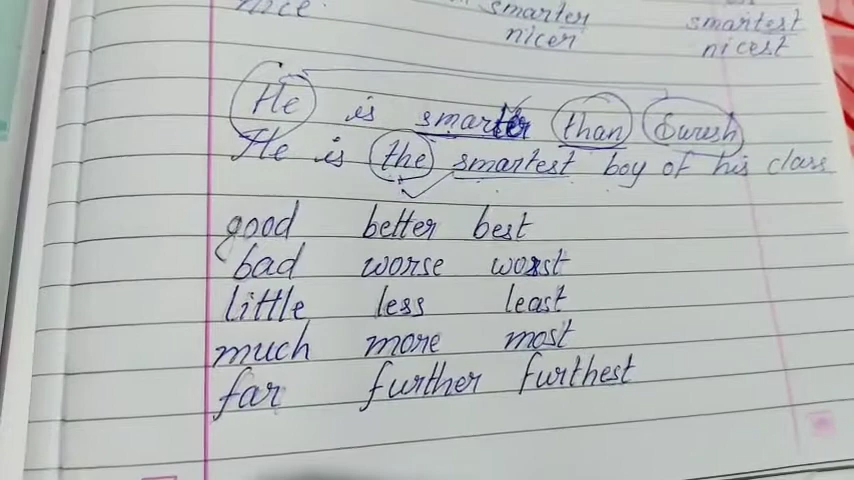 nice. smarter smartest
nicer nicest
He is smarter than Suresh
He is the smartest boy of his class
good better best
bad worse worst
little less least
much more most
far further furthest